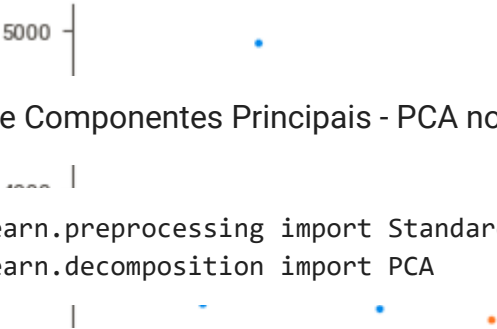 5000
e Componentes Principais - PCA no
earn.preprocessing import Standar
earn.decomposition import PCA